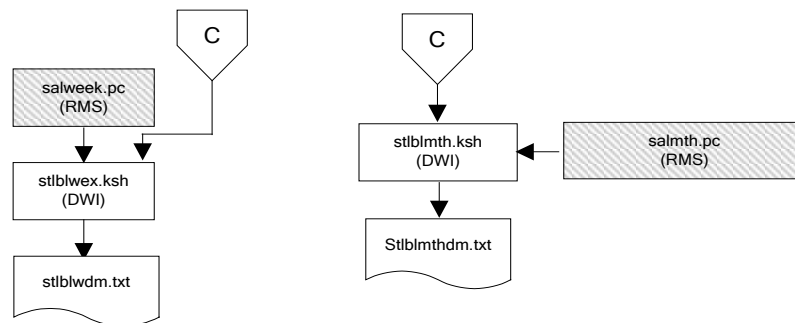 C
salweek.pc
(RMS)
stlblwex.ksh
(DWI)
stlblwdm.txt
C
stlblmth.ksh
(DWI)
salmth.pc
(RMS)
Stlblmthdm.txt